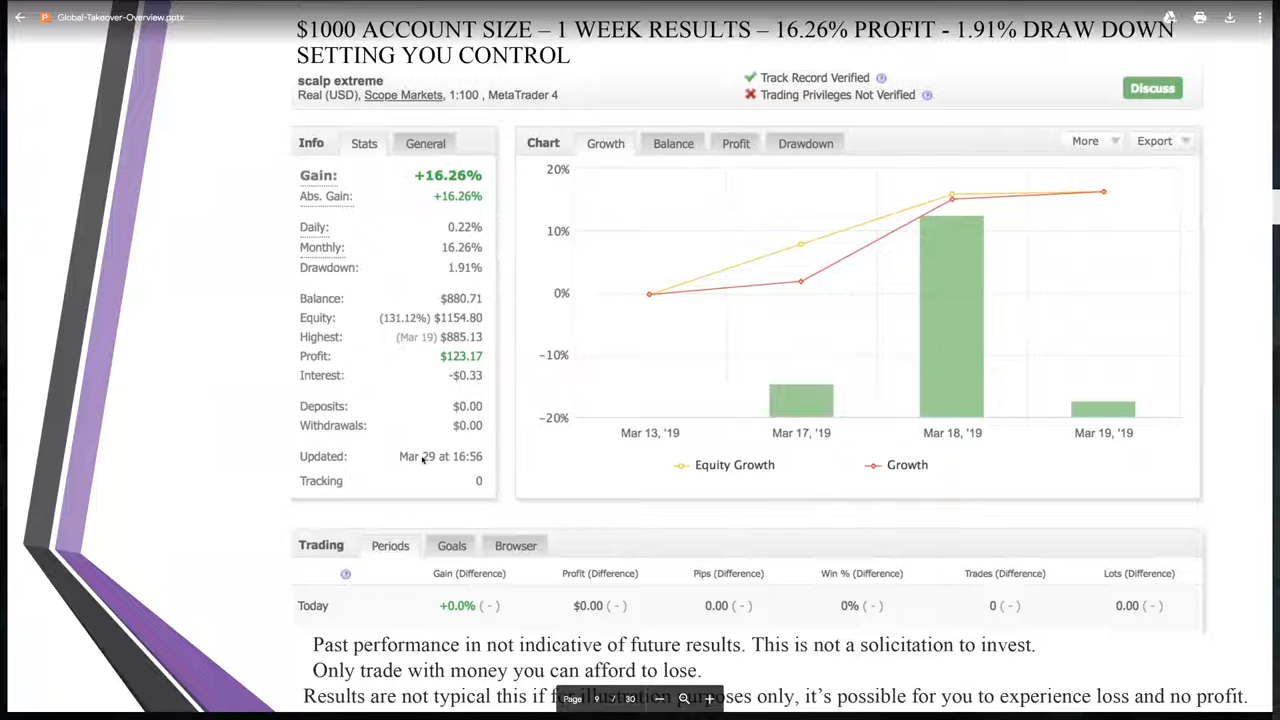 Global-Takeover-Overview.pptx
$1000 ACCOUNT SIZE – 1 WEEK RESULTS – 16.26% PROFIT - 1.91% DRAW DOWN
SETTING YOU CONTROL
scalp extreme
Real (USD), Scope Markets, 1:100 , MetaTrader 4
Track Record Verified
Trading Privileges Not Verified
Discuss
Info Stats General
Gain: +16.26%
Abs. Gain: +16.26%
Daily: 0.22%
Monthly: 16.26%
Drawdown: 1.91%
Balance: $880.71
Equity: (131.12%) $1154.80
Highest: (Mar 19) $885.13
Profit: $123.17
Interest: -$0.33
Deposits: $0.00
Withdrawals: $0.00
Updated: Mar 29 at 16:56
Tracking 0
Chart Growth Balance Profit Drawdown More Export
20%
10%
0%
-10%
-20%
Mar 13, '19 Mar 17, '19 Mar 18, '19 Mar 19, '19
Equity Growth Growth
Trading Periods Goals Browser
Gain (Difference) Profit (Difference) Pips (Difference) Win % (Difference) Trades (Difference) Lots (Difference)
Today +0.0% ( - ) $0.00 ( - ) 0.00 ( - ) 0% ( - ) 0 ( - ) 0.00 ( - )
Past performance in not indicative of future results. This is not a solicitation to invest.
Only trade with money you can afford to lose.
Results are not typical this if for illustration purposes only, it's possible for you to experience loss and no profit.
Page 9 / 30